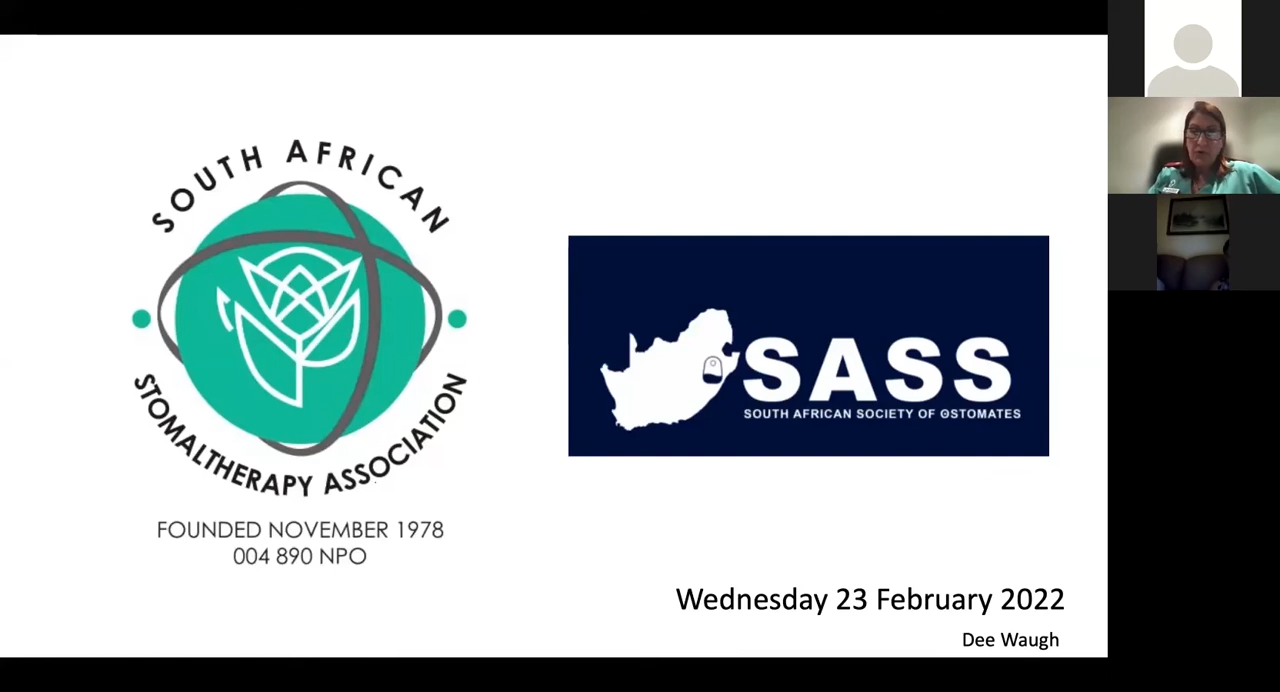 SOUTH AFRICAN
STOMALTHERAPY ASSOCIATION
FOUNDED NOVEMBER 1978
004 890 NPO
SASS
SOUTH AFRICAN SOCIETY OF OSTOMATES
Wednesday 23 February 2022
Dee Waugh